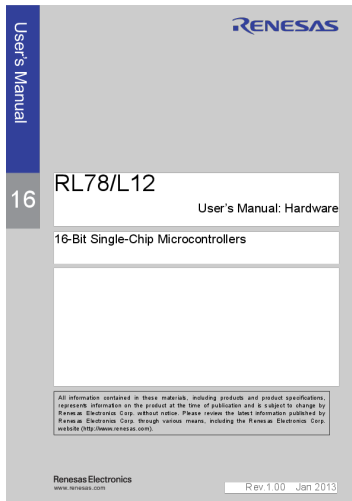 User's Manual
RENESAS
16
RL78/L12
User's Manual: Hardware
16-Bit Single-Chip Microcontrollers
All information contained in these materials, including products and product specifications,
represents information on the product at the time of publication and is subject to change by
Renesas Electronics Corp. without notice. Please review the latest information published by
Renesas Electronics Corp. through various means, including the Renesas Electronics Corp.
website (http://www.renesas.com).
Renesas Electronics
www.renesas.com
Rev.1.00 Jan 2013